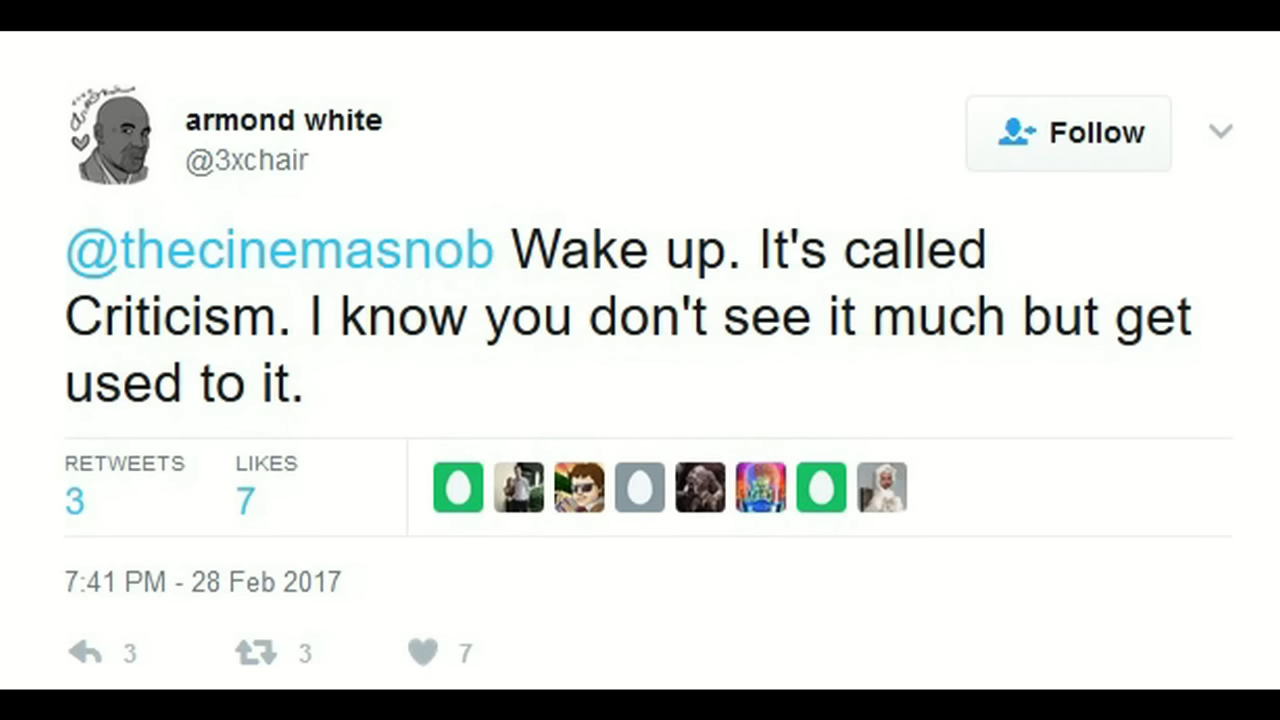 armond white
@3xchair
Follow
@thecinemasnob Wake up. It's called
Criticism. I know you don't see it much but get
used to it.
RETWEETS LIKES
3 7
7:41 PM - 28 Feb 2017
3 3 7